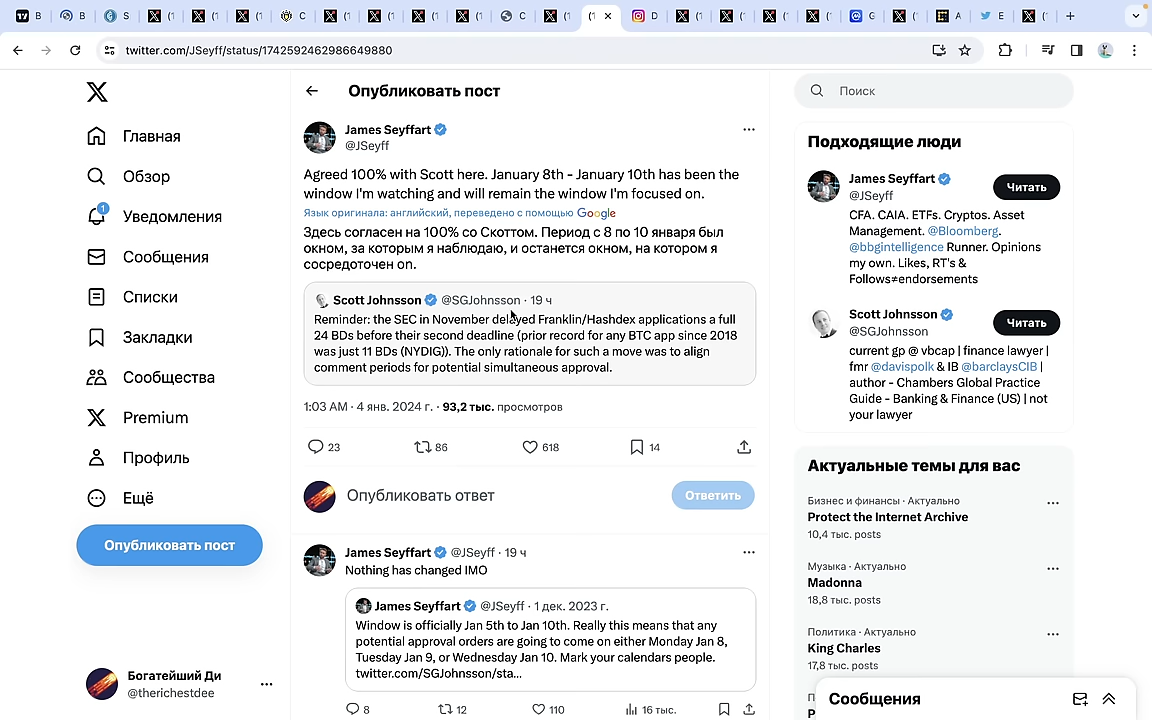 twitter.com/JSeyff/status/1742592462986649880
Главная
Обзор
1
Уведомления
Сообщения
Списки
Закладки
Сообщества
Premium
Профиль
Ещё
Опубликовать пост
Богатейший Ди
@therichestdee
Опубликовать пост
James Seyffart
@JSeyff
Agreed 100% with Scott here. January 8th - January 10th has been the
window I'm watching and will remain the window I'm focused on.
Язык оригинала: английский, переведено с помощью Google
Здесь согласен на 100% со Скоттом. Период с 8 по 10 января был
окном, за которым я наблюдаю, и останется окном, на котором я
сосредоточен on.
Scott Johnsson @SGJohnsson · 19 ч
Reminder: the SEC in November delayed Franklin/Hashdex applications a full
24 BDs before their second deadline (prior record for any BTC app since 2018
was just 11 BDs (NYDIG)). The only rationale for such a move was to align
comment periods for potential simultaneous approval.
1:03 AM · 4 янв. 2024 г. · 93,2 тыс. просмотров
23 86 618 14
Опубликовать ответ
Ответить
James Seyffart @JSeyff · 19 ч
Nothing has changed IMO
James Seyffart @JSeyff · 1 дек. 2023 г.
Window is officially Jan 5th to Jan 10th. Really this means that any
potential approval orders are going to come on either Monday Jan 8,
Tuesday Jan 9, or Wednesday Jan 10. Mark your calendars people.
twitter.com/SGJohnsson/sta...
8 12 110 16 тыс.
Поиск
Подходящие люди
James Seyffart
@JSeyff
Читать
CFA. CAIA. ETFs. Cryptos. Asset
Management. @Bloomberg.
@bbgintelligence Runner. Opinions
my own. Likes, RT's &
Follows≠endorsements
Scott Johnsson
@SGJohnsson
Читать
current gp @ vbcap | finance lawyer |
fmr @davispolk & IB @barclaysCIB |
author - Chambers Global Practice
Guide - Banking & Finance (US) | not
your lawyer
Актуальные темы для вас
Бизнес и финансы · Актуально
Protect the Internet Archive
10,4 тыс. posts
Музыка · Актуально
Madonna
18,8 тыс. posts
Политика · Актуально
King Charles
17,8 тыс. posts
Сообщения